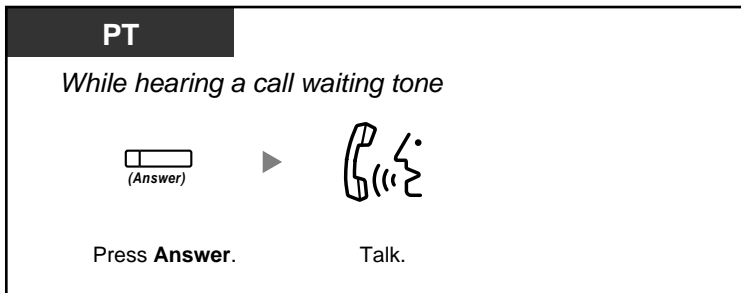 PT
While hearing a call waiting tone
(Answer)
Press Answer.
Talk.